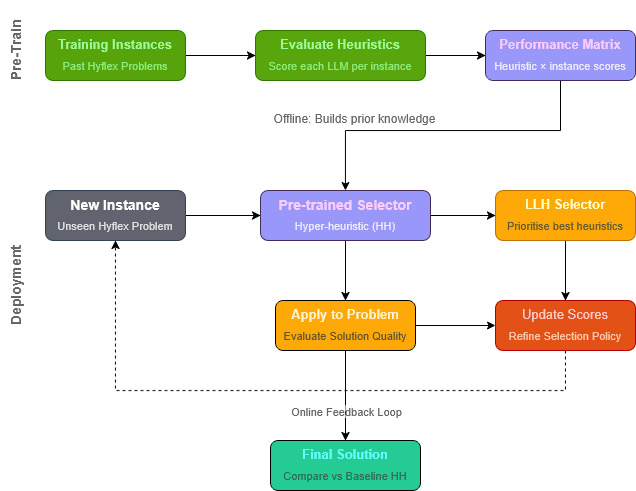 Pre-Train
Training Instances
Past Hyflex Problems
Evaluate Heuristics
Score each LLM per instance
Performance Matrix
Heuristic × instance scores
Offline: Builds prior knowledge
Deployment
New Instance
Unseen Hyflex Problem
Pre-trained Selector
Hyper-heuristic (HH)
LLH Selector
Prioritise best heuristics
Apply to Problem
Evaluate Solution Quality
Update Scores
Refine Selection Policy
Online Feedback Loop
Final Solution
Compare vs Baseline HH